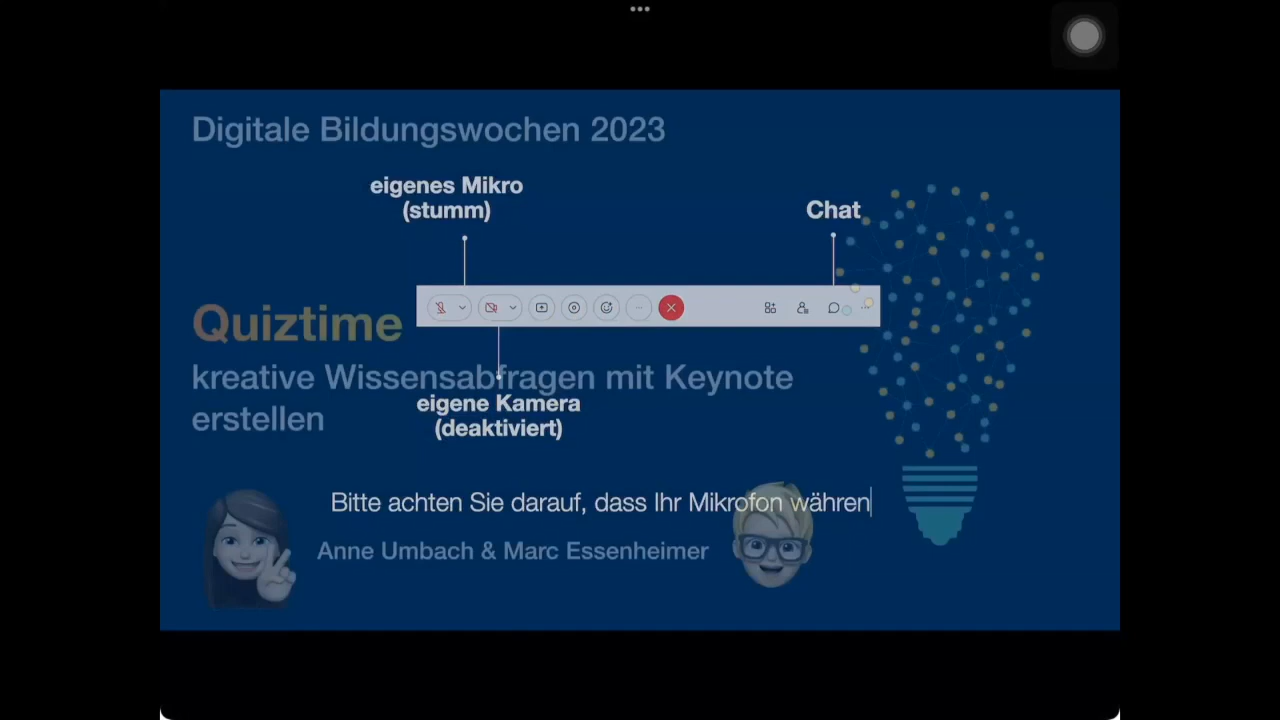 Digitale Bildungswochen 2023
eigenes Mikro
(stumm)
Chat
Quiztime
kreative Wissensabfragen mit Keynote
erstellen
eigene Kamera
(deaktiviert)
Bitte achten Sie darauf, dass Ihr Mikrofon währen
Anne Umbach & Marc Essenheimer